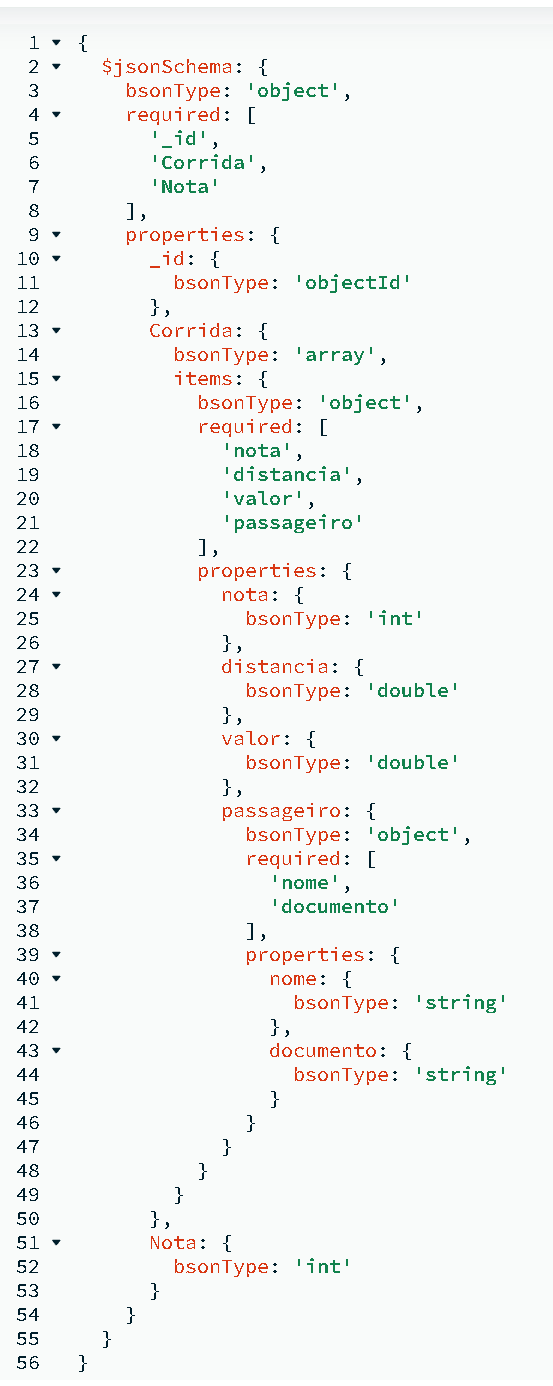 1 ▾ {
2 ▾   $jsonSchema: {
3       bsonType: 'object',
4 ▾     required: [
5         '_id',
6         'Corrida',
7         'Nota'
8       ],
9 ▾     properties: {
10 ▾      _id: {
11          bsonType: 'objectId'
12        },
13 ▾      Corrida: {
14          bsonType: 'array',
15 ▾        items: {
16            bsonType: 'object',
17 ▾          required: [
18              'nota',
19              'distancia',
20              'valor',
21              'passageiro'
22            ],
23 ▾          properties: {
24 ▾            nota: {
25                bsonType: 'int'
26              },
27 ▾            distancia: {
28                bsonType: 'double'
29              },
30 ▾            valor: {
31                bsonType: 'double'
32              },
33 ▾            passageiro: {
34                bsonType: 'object',
35 ▾              required: [
36                  'nome',
37                  'documento'
38                ],
39 ▾              properties: {
40 ▾                nome: {
41                    bsonType: 'string'
42                  },
43 ▾                documento: {
44                    bsonType: 'string'
45                  }
46                }
47              }
48            }
49          }
50        },
51 ▾      Nota: {
52          bsonType: 'int'
53        }
54      }
55    }
56  }